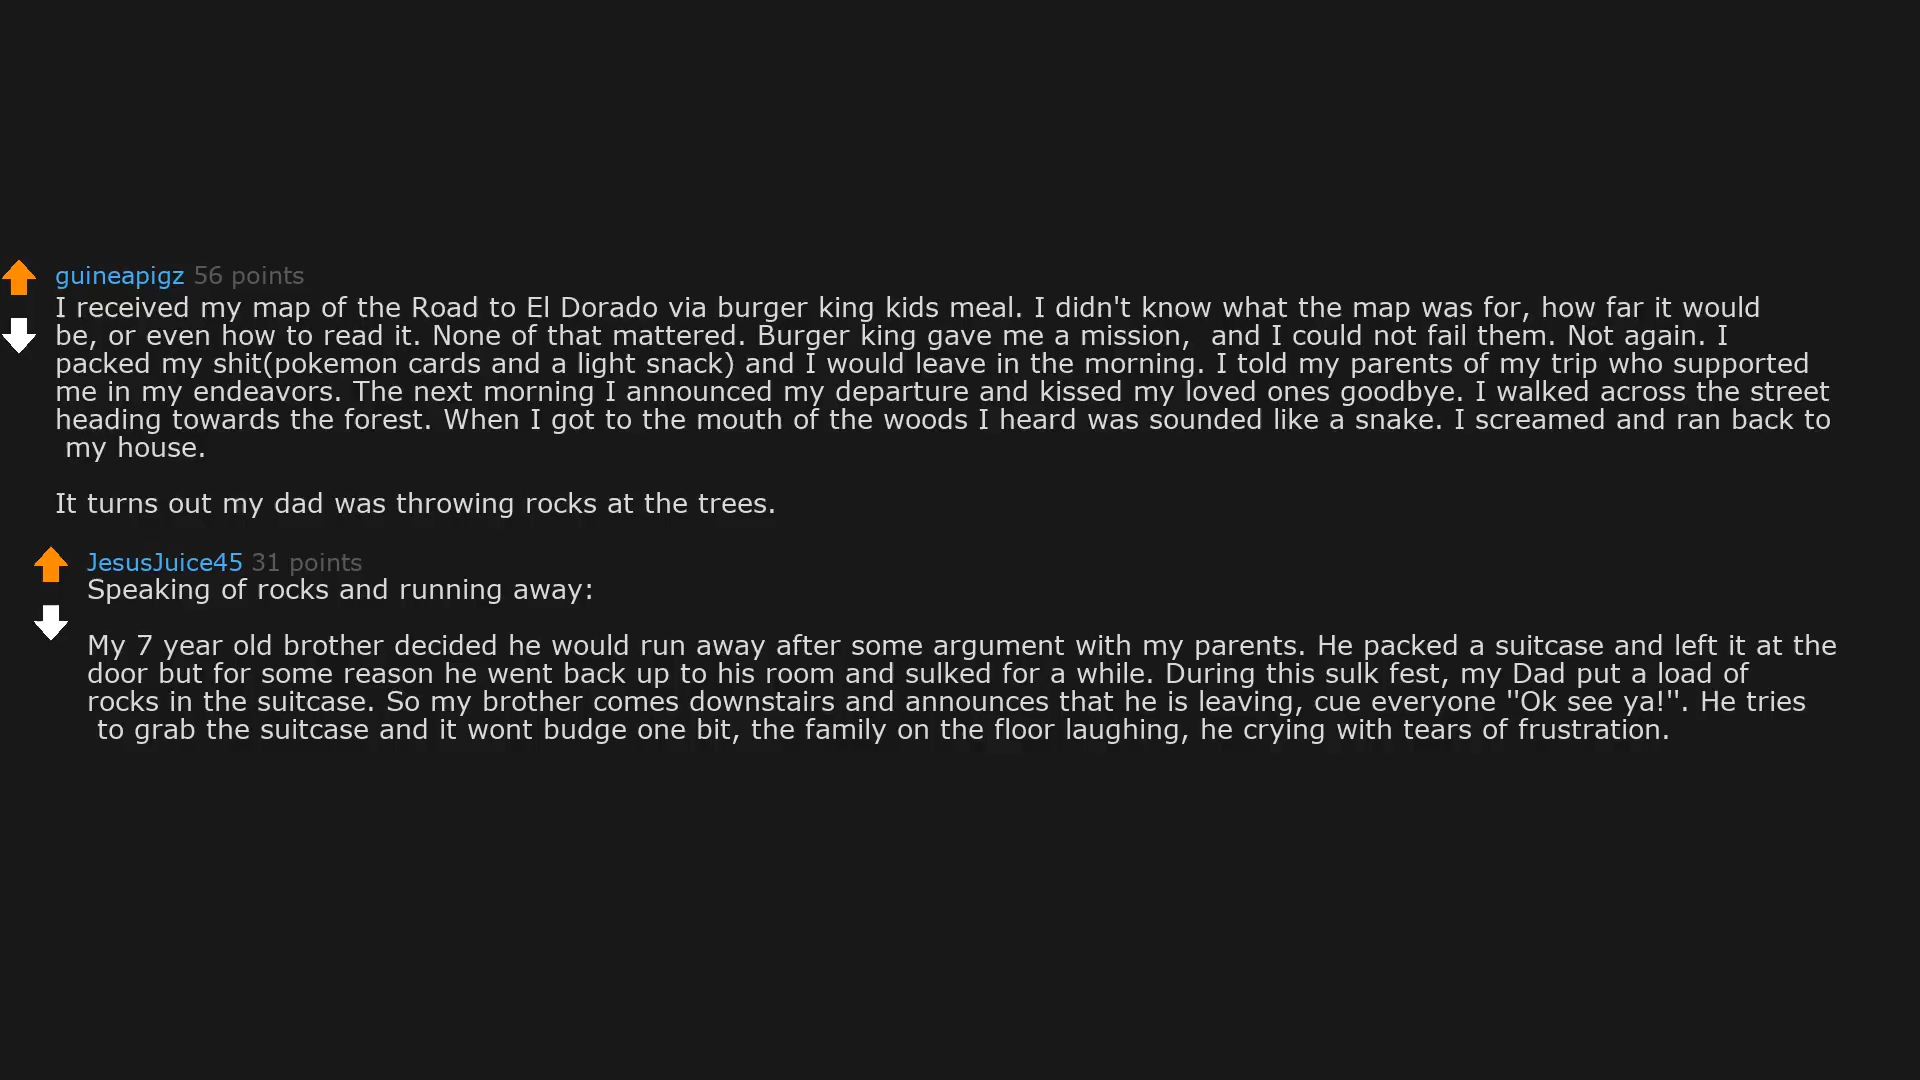 guineapigz 56 points
I received my map of the Road to El Dorado via burger king kids meal. I didn't know what the map was for, how far it would
be, or even how to read it. None of that mattered. Burger king gave me a mission,  and I could not fail them. Not again. I
packed my shit(pokemon cards and a light snack) and I would leave in the morning. I told my parents of my trip who supported
me in my endeavors. The next morning I announced my departure and kissed my loved ones goodbye. I walked across the street
heading towards the forest. When I got to the mouth of the woods I heard was sounded like a snake. I screamed and ran back to
my house.
It turns out my dad was throwing rocks at the trees.
JesusJuice45 31 points
Speaking of rocks and running away:
My 7 year old brother decided he would run away after some argument with my parents. He packed a suitcase and left it at the
door but for some reason he went back up to his room and sulked for a while. During this sulk fest, my Dad put a load of
rocks in the suitcase. So my brother comes downstairs and announces that he is leaving, cue everyone "Ok see ya!". He tries
to grab the suitcase and it wont budge one bit, the family on the floor laughing, he crying with tears of frustration.